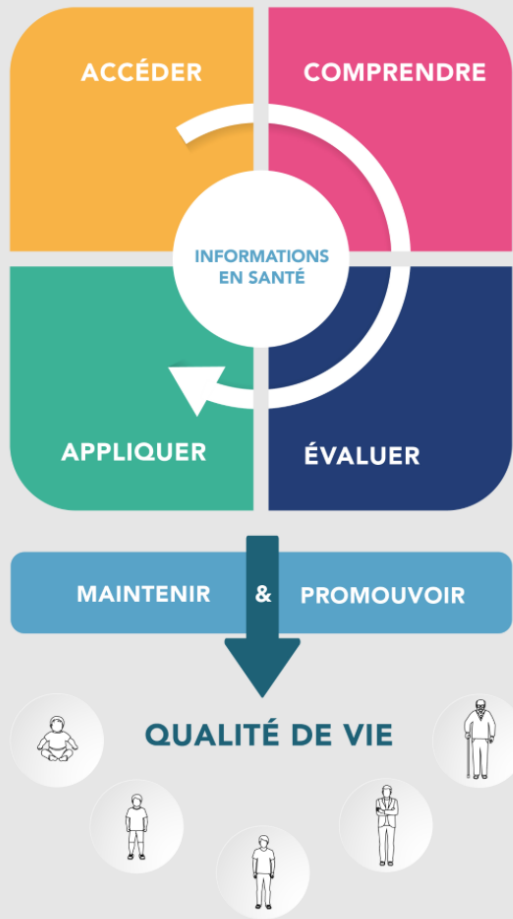 ACCÉDER
COMPRENDRE
INFORMATIONS
EN SANTÉ
APPLIQUER
ÉVALUER
MAINTENIR & PROMOUVOIR
QUALITÉ DE VIE